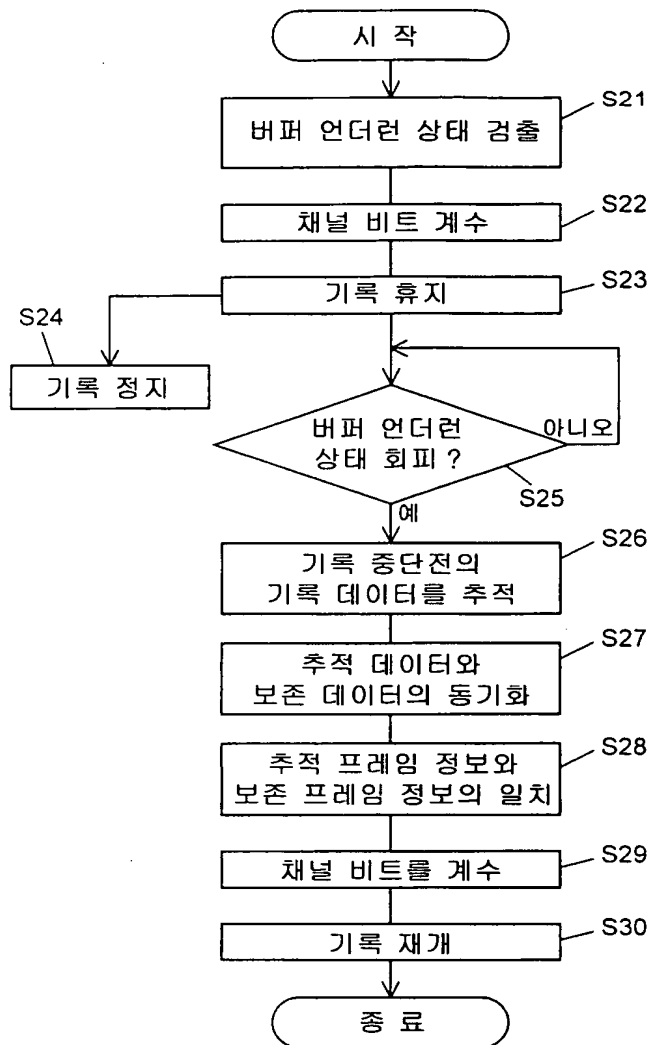 시 작
버퍼 언더런 상태 검출
S21
채널 비트 계수
S22
기록 휴지
S23
S24
기록 정지
버퍼 언더런
상태 회피 ?
아니오
S25
예
기록 중단전의
기록 데이터를 추적
S26
추적 데이터와
보존 데이터의 동기화
S27
추적 프레임 정보와
보존 프레임 정보의 일치
S28
채널 비트를 계수
S29
기록 재개
S30
종 료